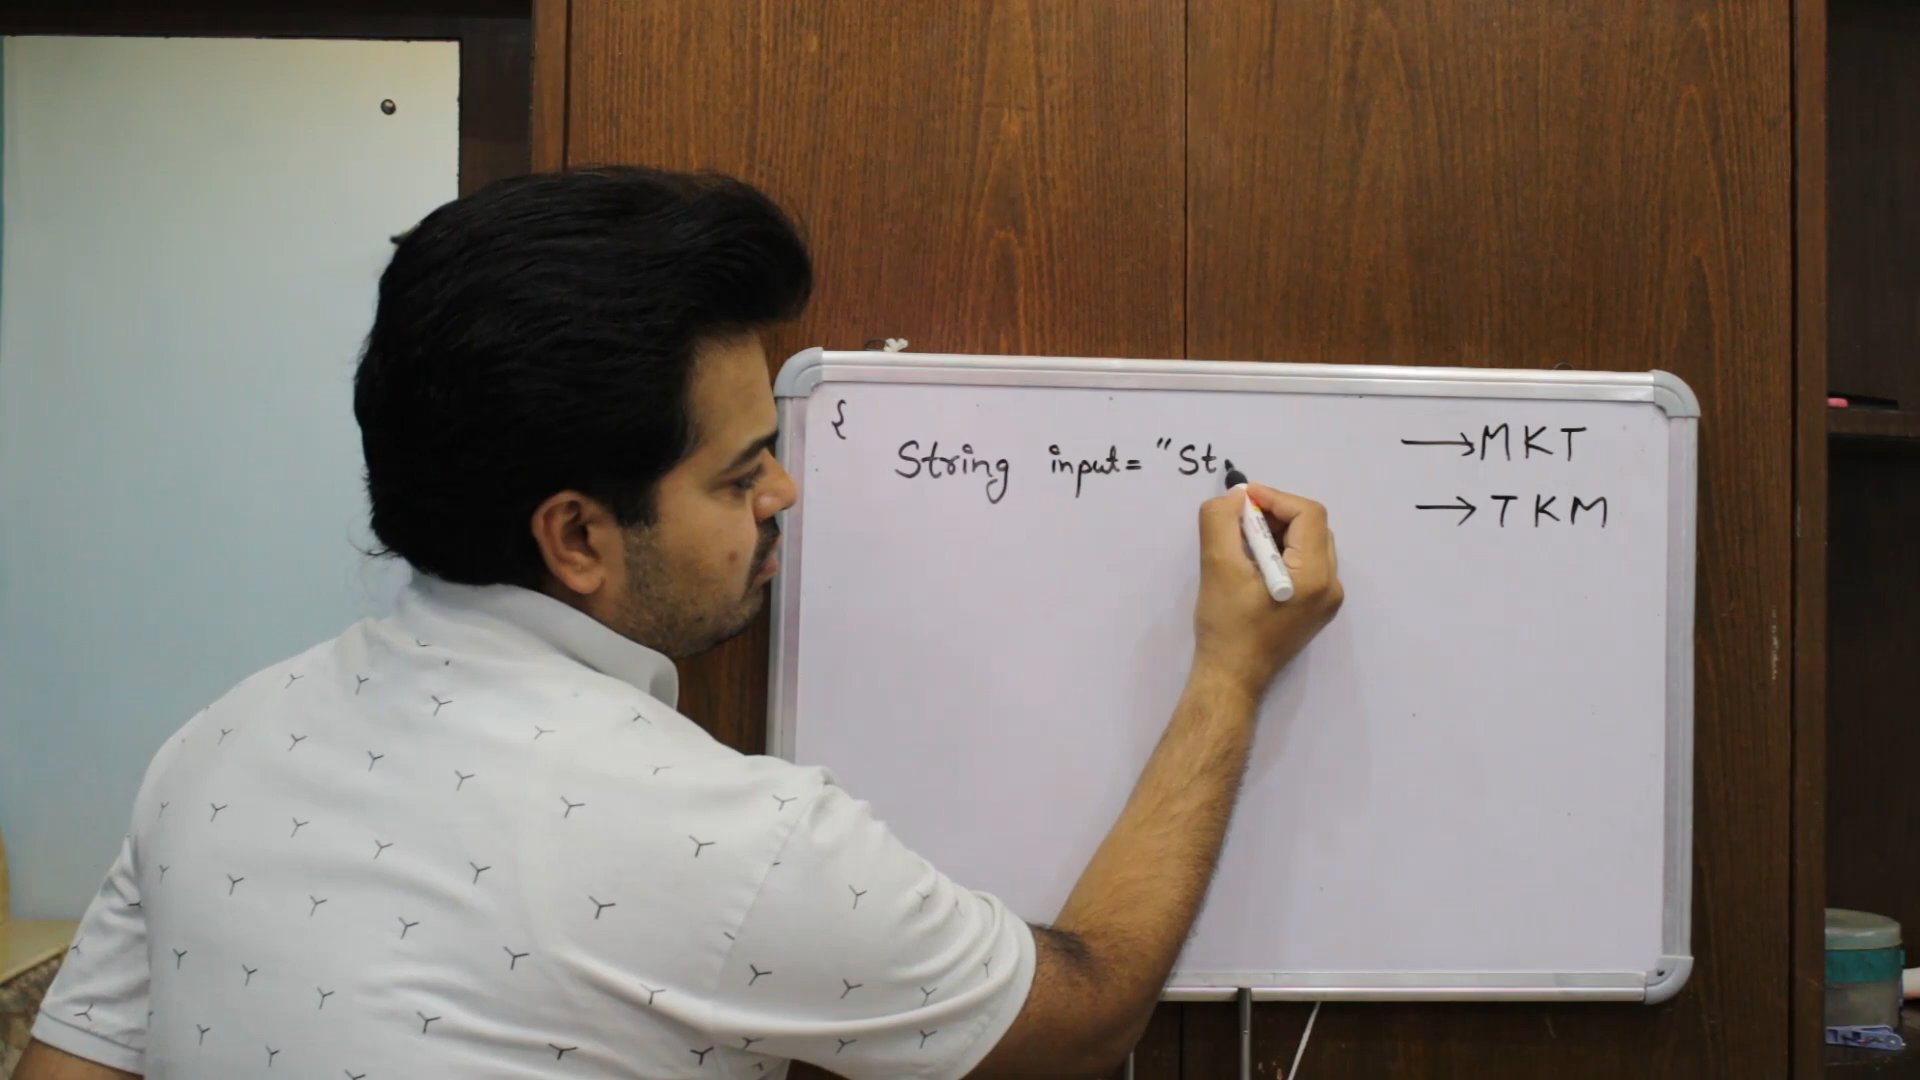 {
String input= "St
→ MKT
→ TKM